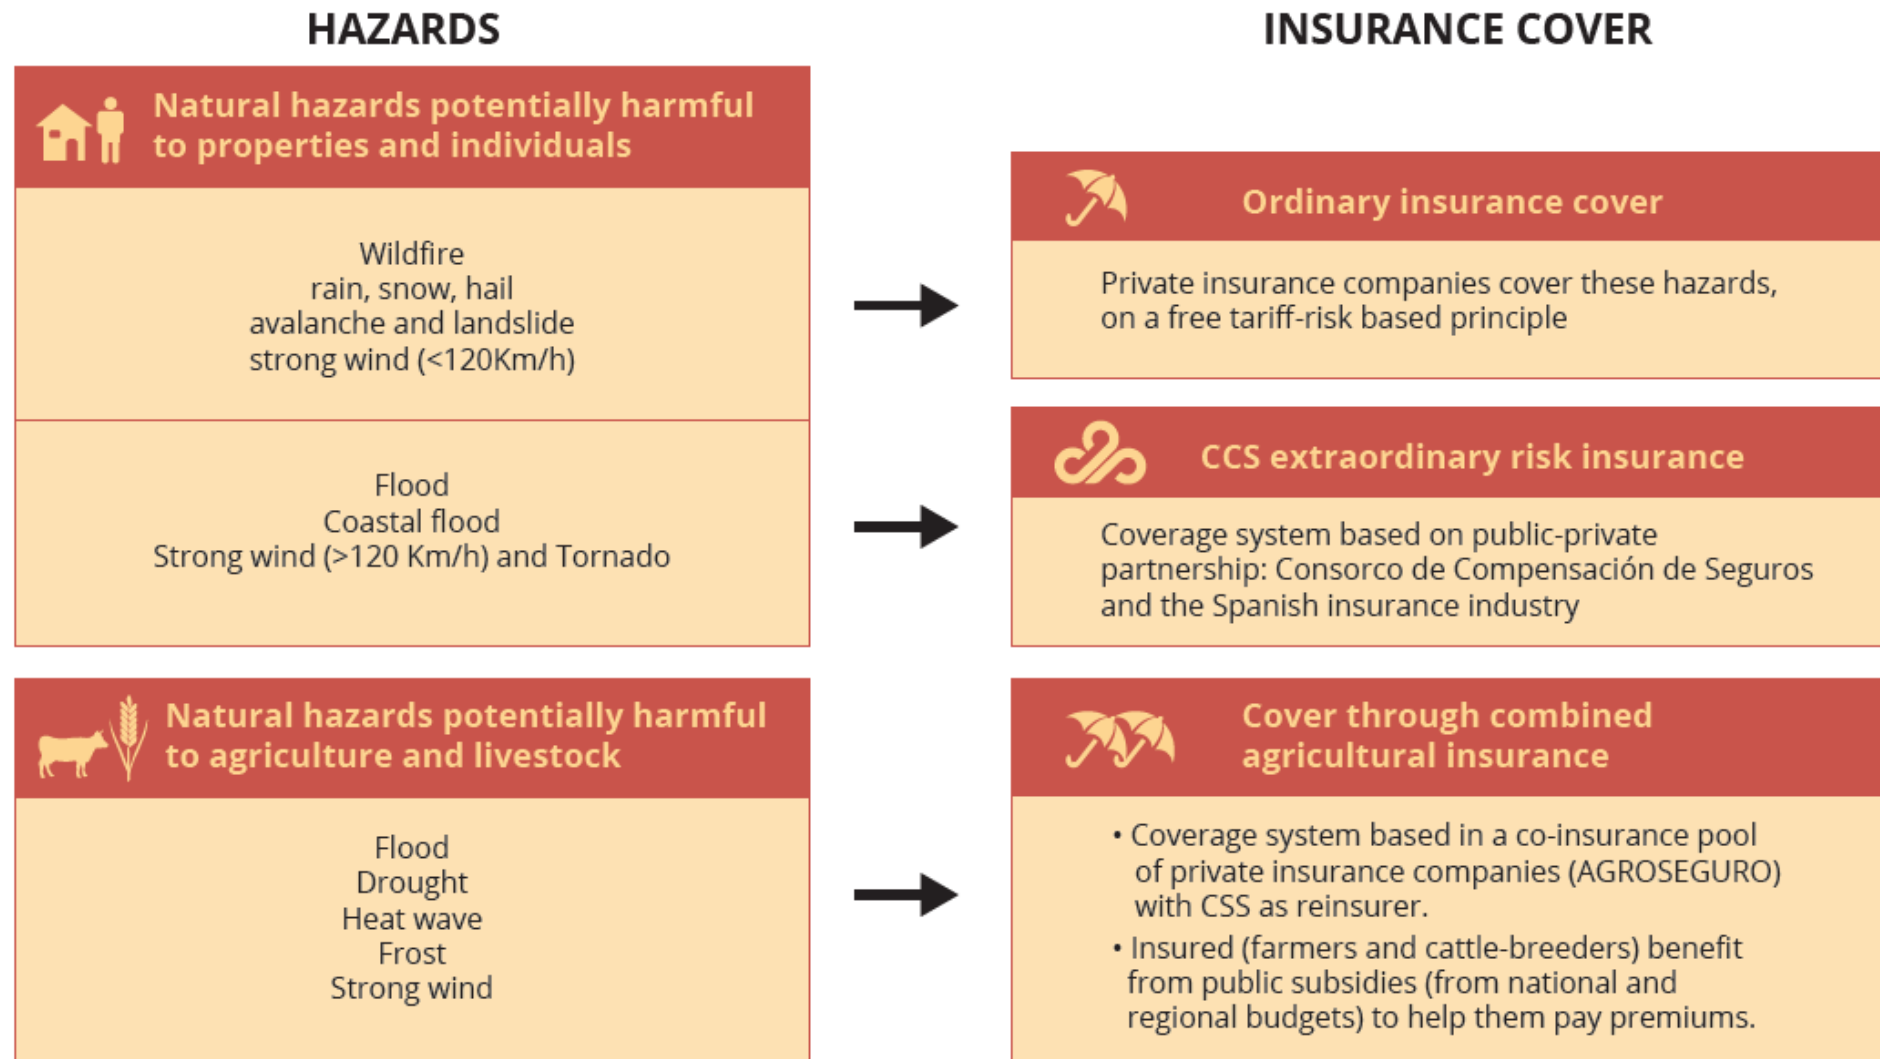 HAZARDS
INSURANCE COVER
Natural hazards potentially harmful
to properties and individuals
Wildfire
rain, snow, hail
avalanche and landslide
strong wind (<120Km/h)
Ordinary insurance cover
Private insurance companies cover these hazards,
on a free tariff-risk based principle
Flood
Coastal flood
Strong wind (>120 Km/h) and Tornado
CCS extraordinary risk insurance
Coverage system based on public-private
partnership: Consorco de Compensación de Seguros
and the Spanish insurance industry
Natural hazards potentially harmful
to agriculture and livestock
Flood
Drought
Heat wave
Frost
Strong wind
Cover through combined
agricultural insurance
• Coverage system based in a co-insurance pool
of private insurance companies (AGROSEGURO)
with CSS as reinsurer.
• Insured (farmers and cattle-breeders) benefit
from public subsidies (from national and
regional budgets) to help them pay premiums.